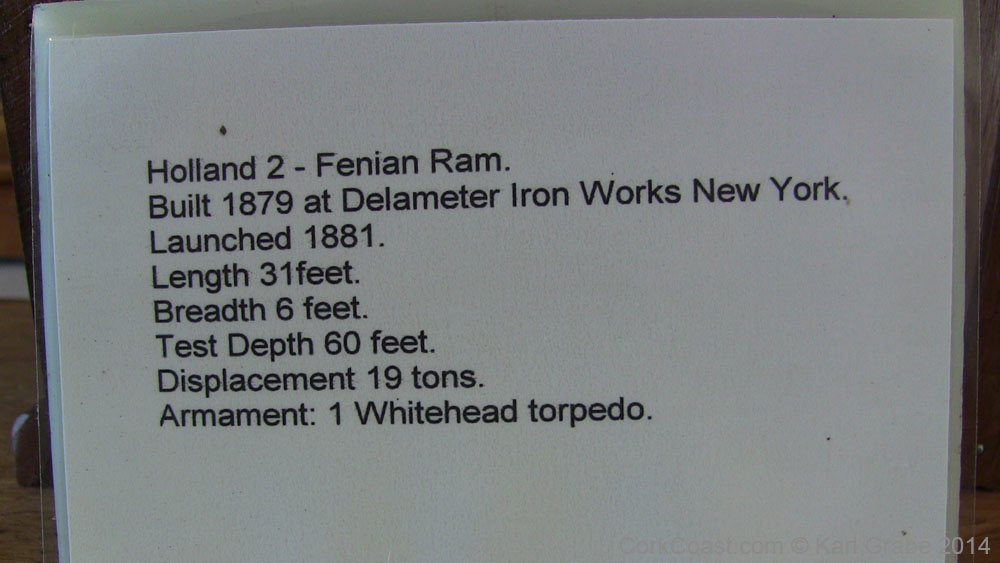 Holland 2 - Fenian Ram.
Built 1879 at Delameter Iron Works New York.
Launched 1881.
Length 31feet.
Breadth 6 feet.
Test Depth 60 feet.
Displacement 19 tons.
Armament: 1 Whitehead torpedo.
CorkCoast.com © Karl Grabe 2014